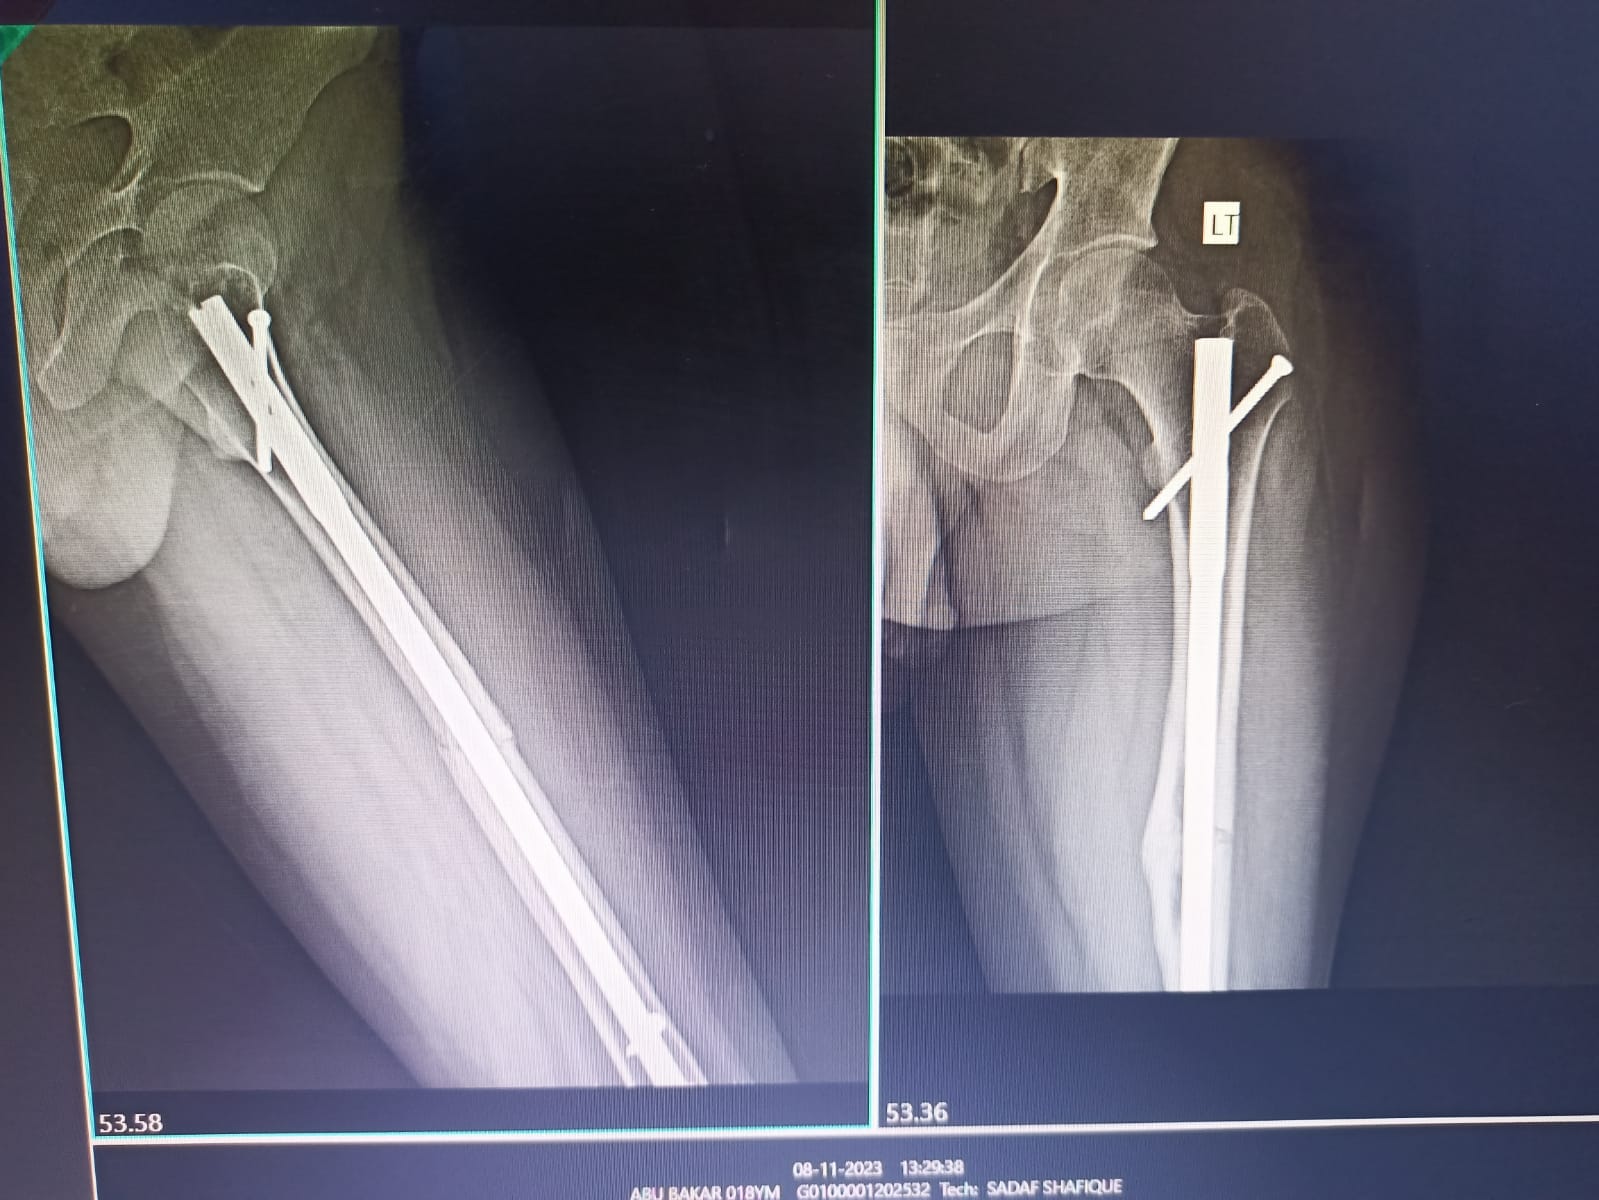 LT
53.58
53.36
08-11-2023 13:29:38
ABU BAKAR 018YM G0100001202532 Tech: SADAF SHAFIQUE